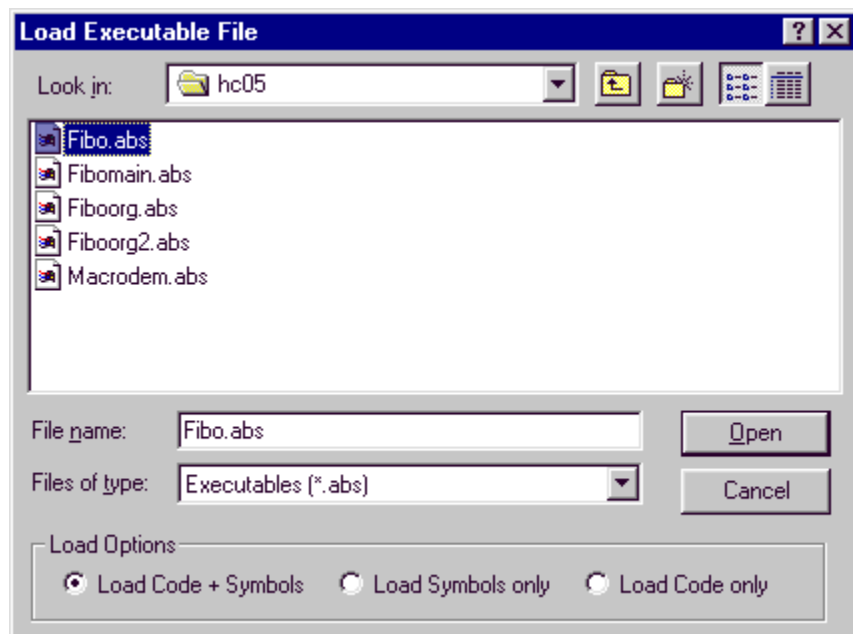 Load Executable File
Look in: hc05
Fibo.abs
Fibomain.abs
Fiboorg.abs
Fiboorg2.abs
Macrodem.abs
File name: Fibo.abs Open
Files of type: Executables (*.abs) Cancel
Load Options
Load Code + Symbols Load Symbols only Load Code only